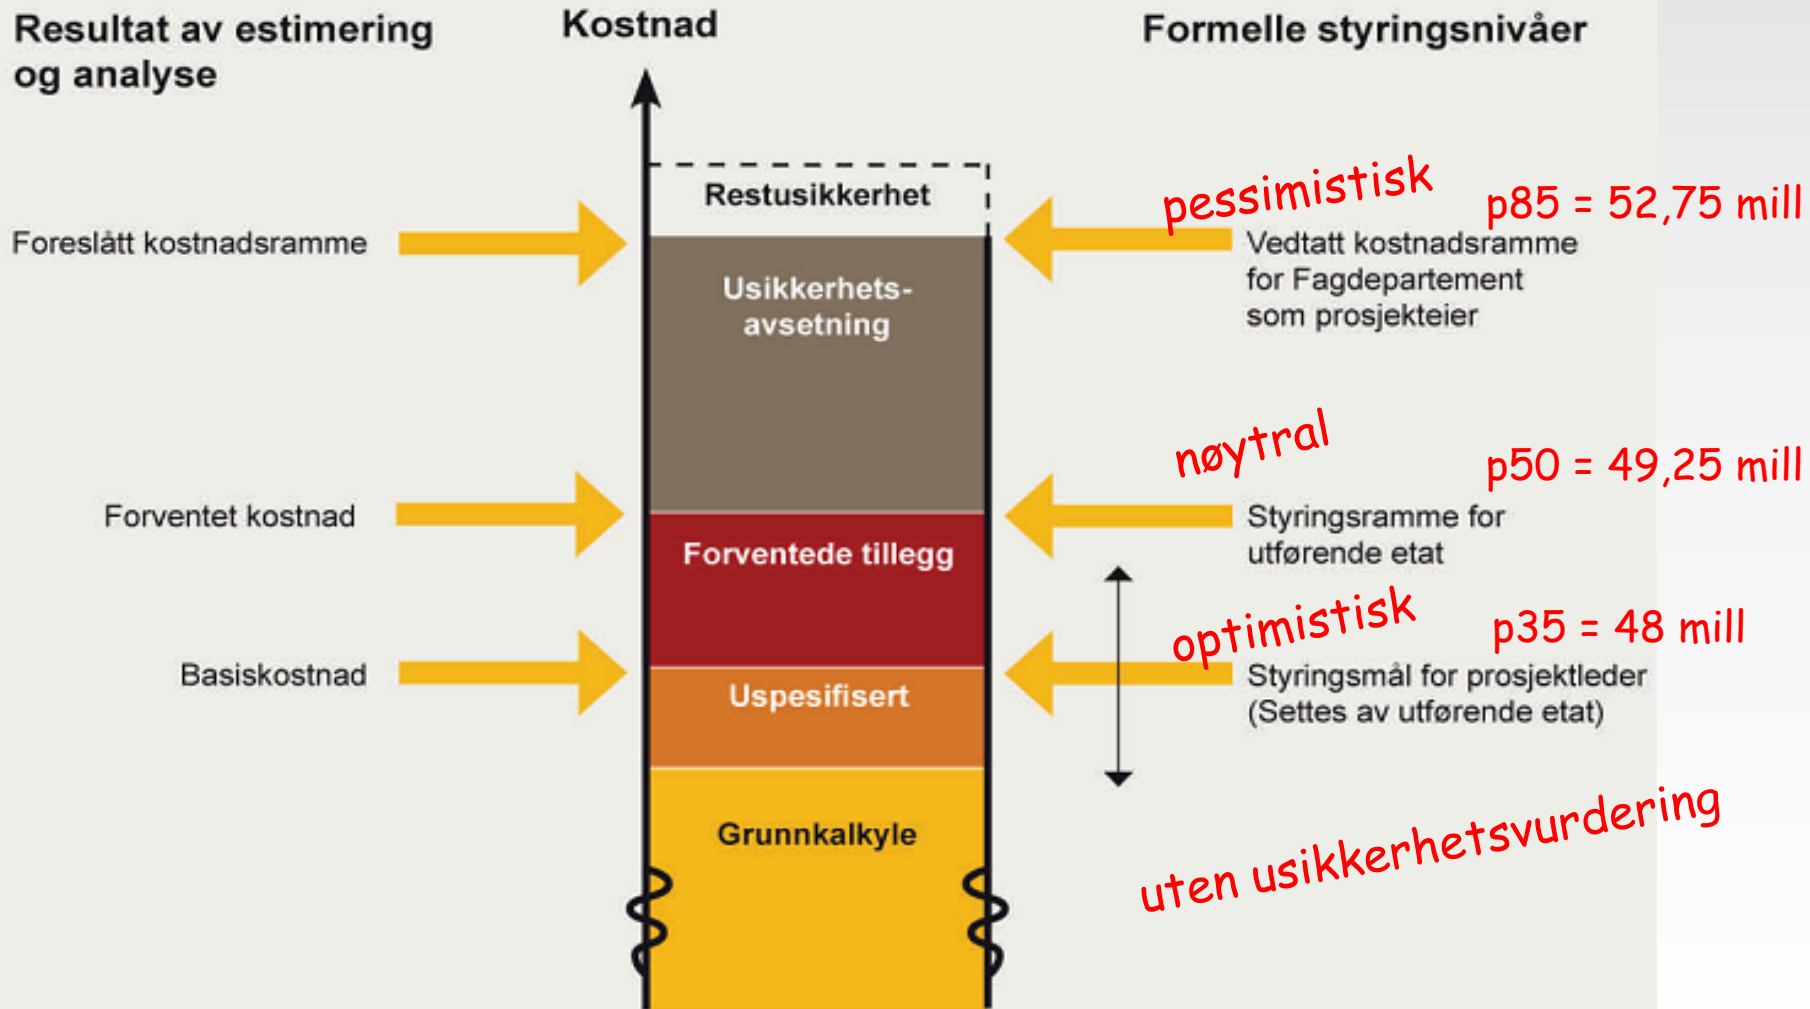 Resultat av estimering
og analyse
Kostnad
Formelle styringsnivåer
Restusikkerhet
pessimistisk
p85 = 52,75 mill
Foreslått kostnadsramme
Vedtatt kostnadsramme
for Fagdepartement
som prosjekteier
Usikkerhets-
avsetning
nøytral
p50 = 49,25 mill
Forventet kostnad
Styringsramme for
utførende etat
Forventede tillegg
optimistisk
p35 = 48 mill
Basiskostnad
Styringsmål for prosjektleder
(Settes av utførende etat)
Uspesifisert
Grunnkalkyle
uten usikkerhetsvurdering